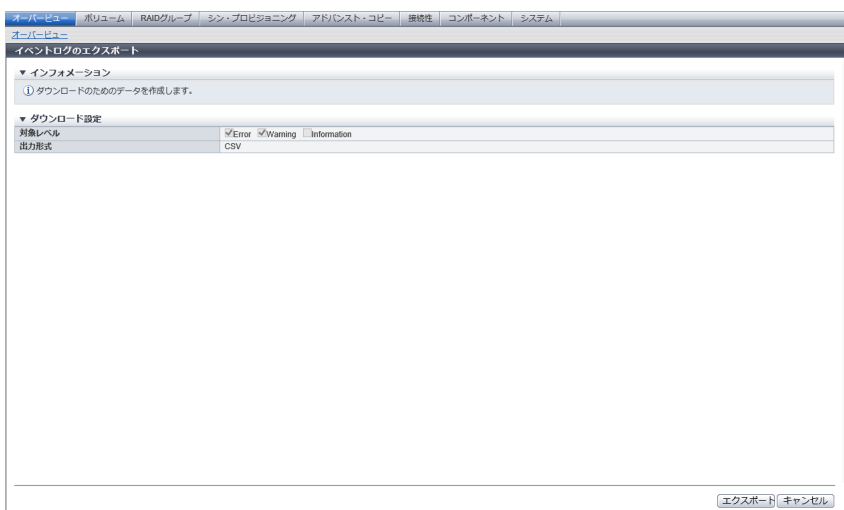 オーバービュー ボリューム RAIDグループ シン・プロビジョニング アドバンスト・コピー 接続性 コンポーネント システム
オーバービュー
イベントログのエクスポート
▼ インフォメーション
ⓘ ダウンロードのためのデータを作成します。
▼ ダウンロード設定
対象レベル Error Warning Information
出力形式 CSV
エクスポート キャンセル